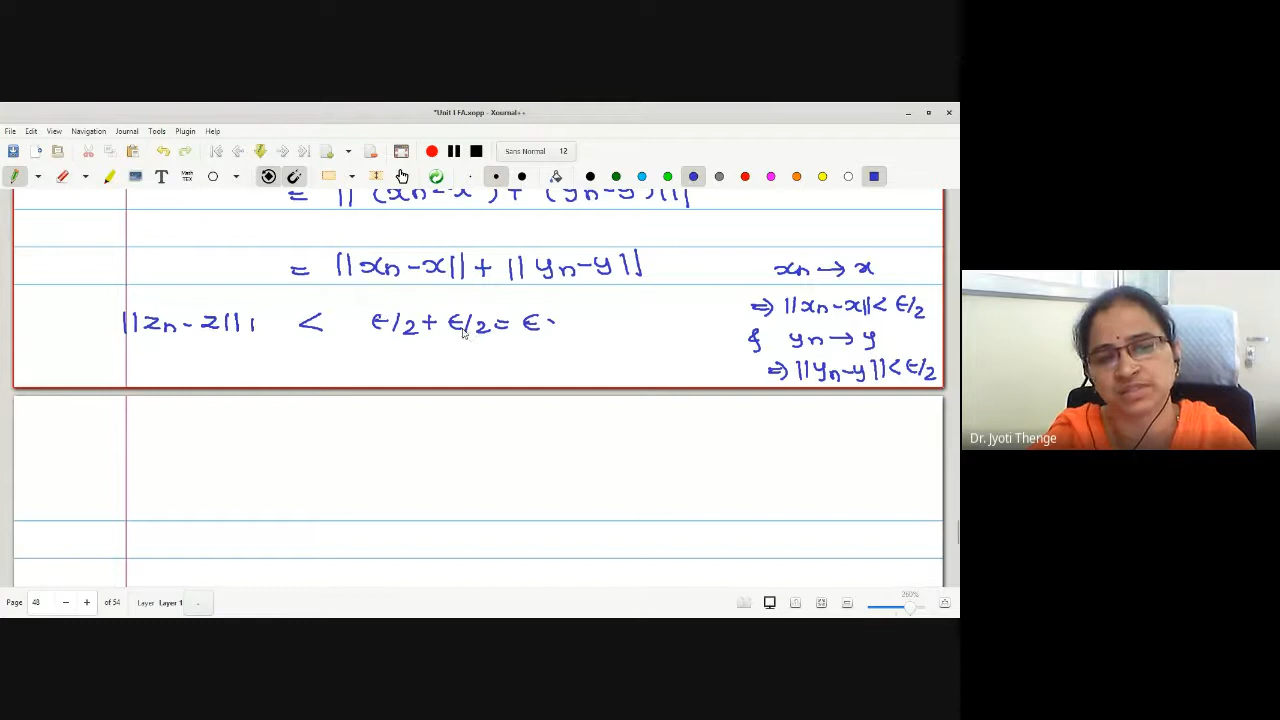 *Unit I FA.xopp - Xournal++
File Edit View Navigation Journal Tools Plugin Help
Sans Normal 12
= || (xn-x) + (yn-y)||
= ||xn-x|| + ||yn-y||
xn → x
⇒ ||xn-x|| < ε/2
||zn-z||1 < ε/2 + ε/2 = ε.
& yn → y
⇒ ||yn-y|| < ε/2
Dr. Jyoti Thenge
Page 48 of 54 Layer Layer 1
260%